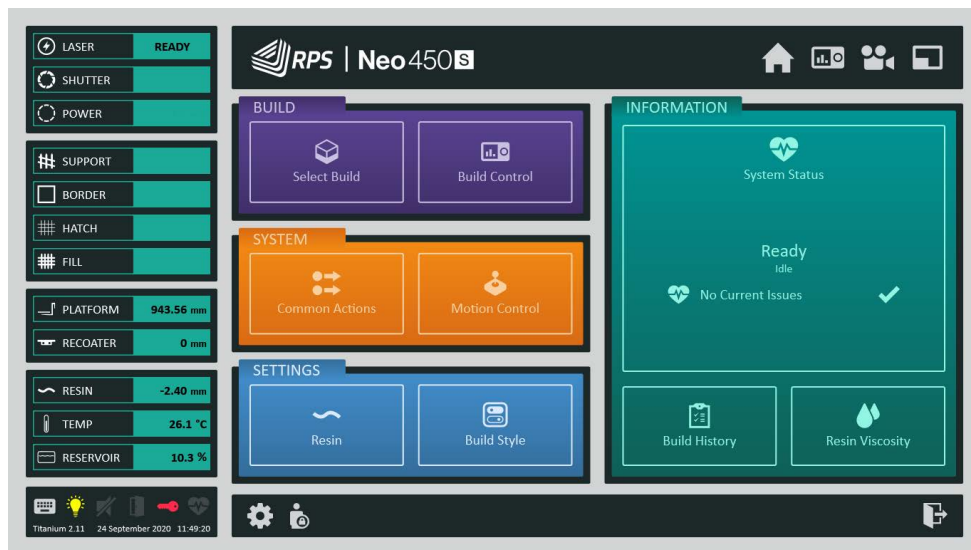 LASER READY
SHUTTER
POWER
SUPPORT
BORDER
HATCH
FILL
PLATFORM 943.56 mm
RECOATER 0 mm
RESIN -2.40 mm
TEMP 26.1 °C
RESERVOIR 10.3 %
Titanium 2.11 24 September 2020 11:49:20
RPS | Neo450S
BUILD
Select Build Build Control
SYSTEM
Common Actions Motion Control
SETTINGS
Resin Build Style
INFORMATION
System Status
Ready
Idle
No Current Issues
Build History Resin Viscosity